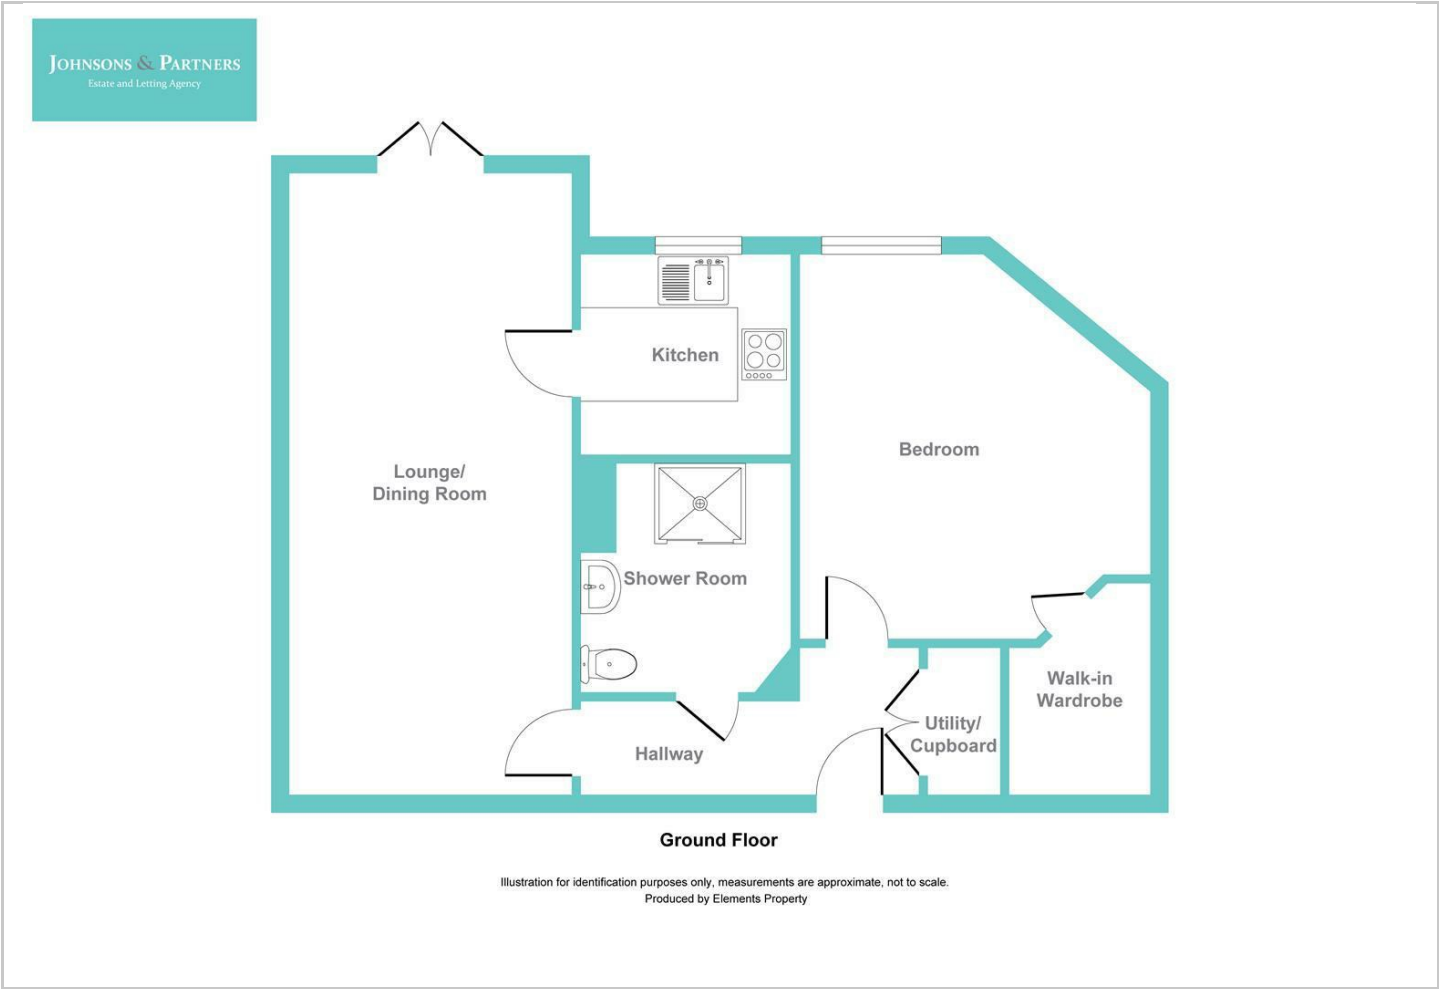 JOHNSONS & PARTNERS
Estate and Letting Agency
Kitchen
Bedroom
Lounge/
Dining Room
Shower Room
Walk-in
Wardrobe
Utility/
Cupboard
Hallway
Ground Floor
Illustration for identification purposes only, measurements are approximate, not to scale.
Produced by Elements Property